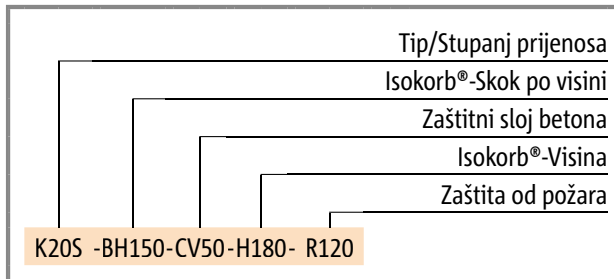 Tip/Stupanj prijenosa
Isokorb®-Skok po visini
Zaštitni sloj betona
Isokorb®-Visina
Zaštita od požara
K20S -BH150-CV50-H180- R120